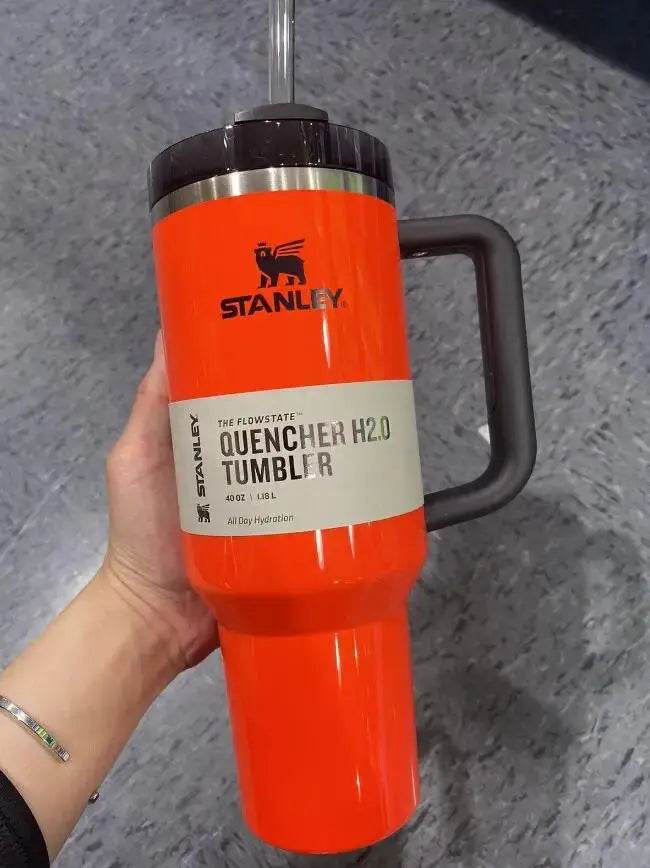 STANLEY®
THE FLOWSTATE™
QUENCHER H2.0
TUMBLER
40 OZ | 1.18 L
All Day Hydration
STANLEY